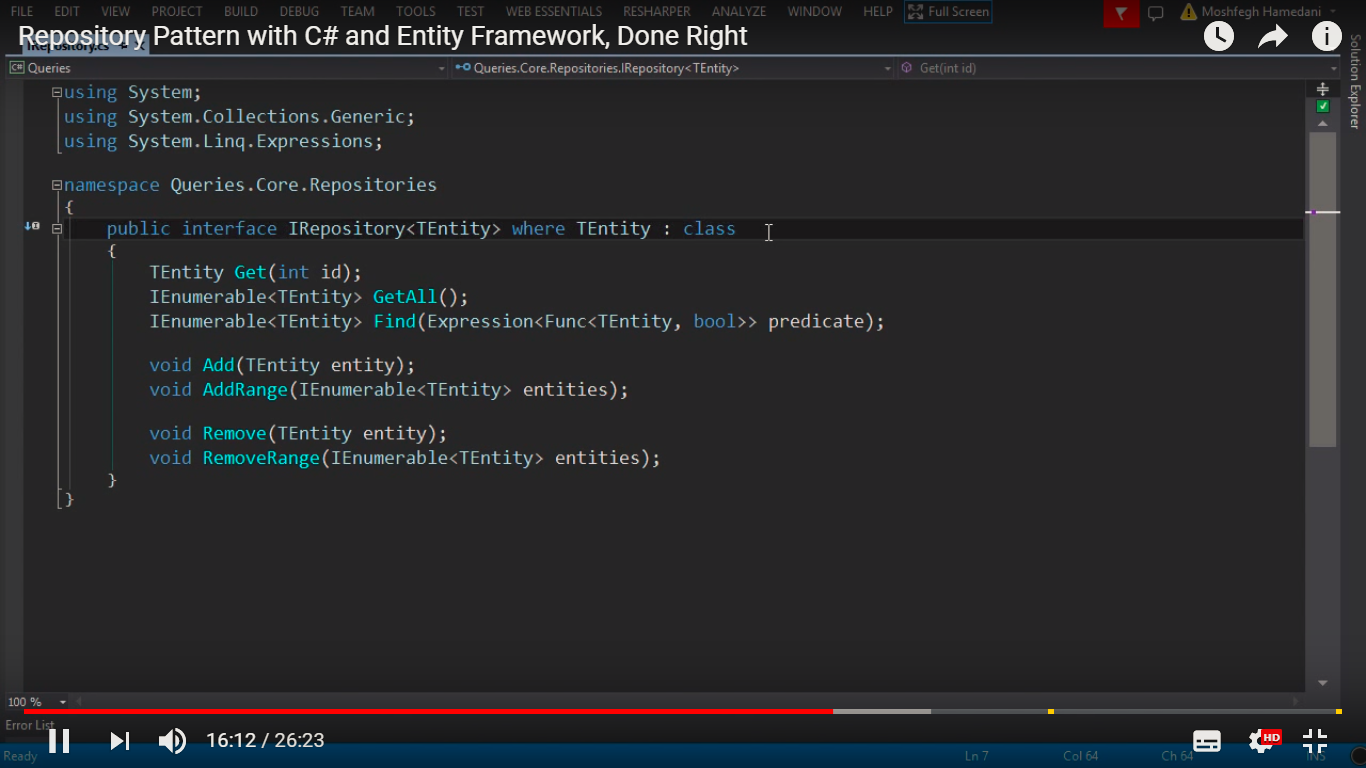 FILE EDIT VIEW PROJECT BUILD DEBUG TEAM TOOLS TEST WEB ESSENTIALS RESHARPER ANALYZE WINDOW HELP Full Screen Moshfegh Hamedani
Repository Pattern with C# and Entity Framework, Done Right
IRepository.cs
Queries Queries.Core.Repositories.IRepository<TEntity> Get(int id)
Solution Explorer
using System;
using System.Collections.Generic;
using System.Linq.Expressions;
namespace Queries.Core.Repositories
{
public interface IRepository<TEntity> where TEntity : class
{
TEntity Get(int id);
IEnumerable<TEntity> GetAll();
IEnumerable<TEntity> Find(Expression<Func<TEntity, bool>> predicate);
void Add(TEntity entity);
void AddRange(IEnumerable<TEntity> entities);
void Remove(TEntity entity);
void RemoveRange(IEnumerable<TEntity> entities);
}
}
100 %
Error List
16:12 / 26:23 HD
Ready Ln 7 Col 64 Ch 64 INS